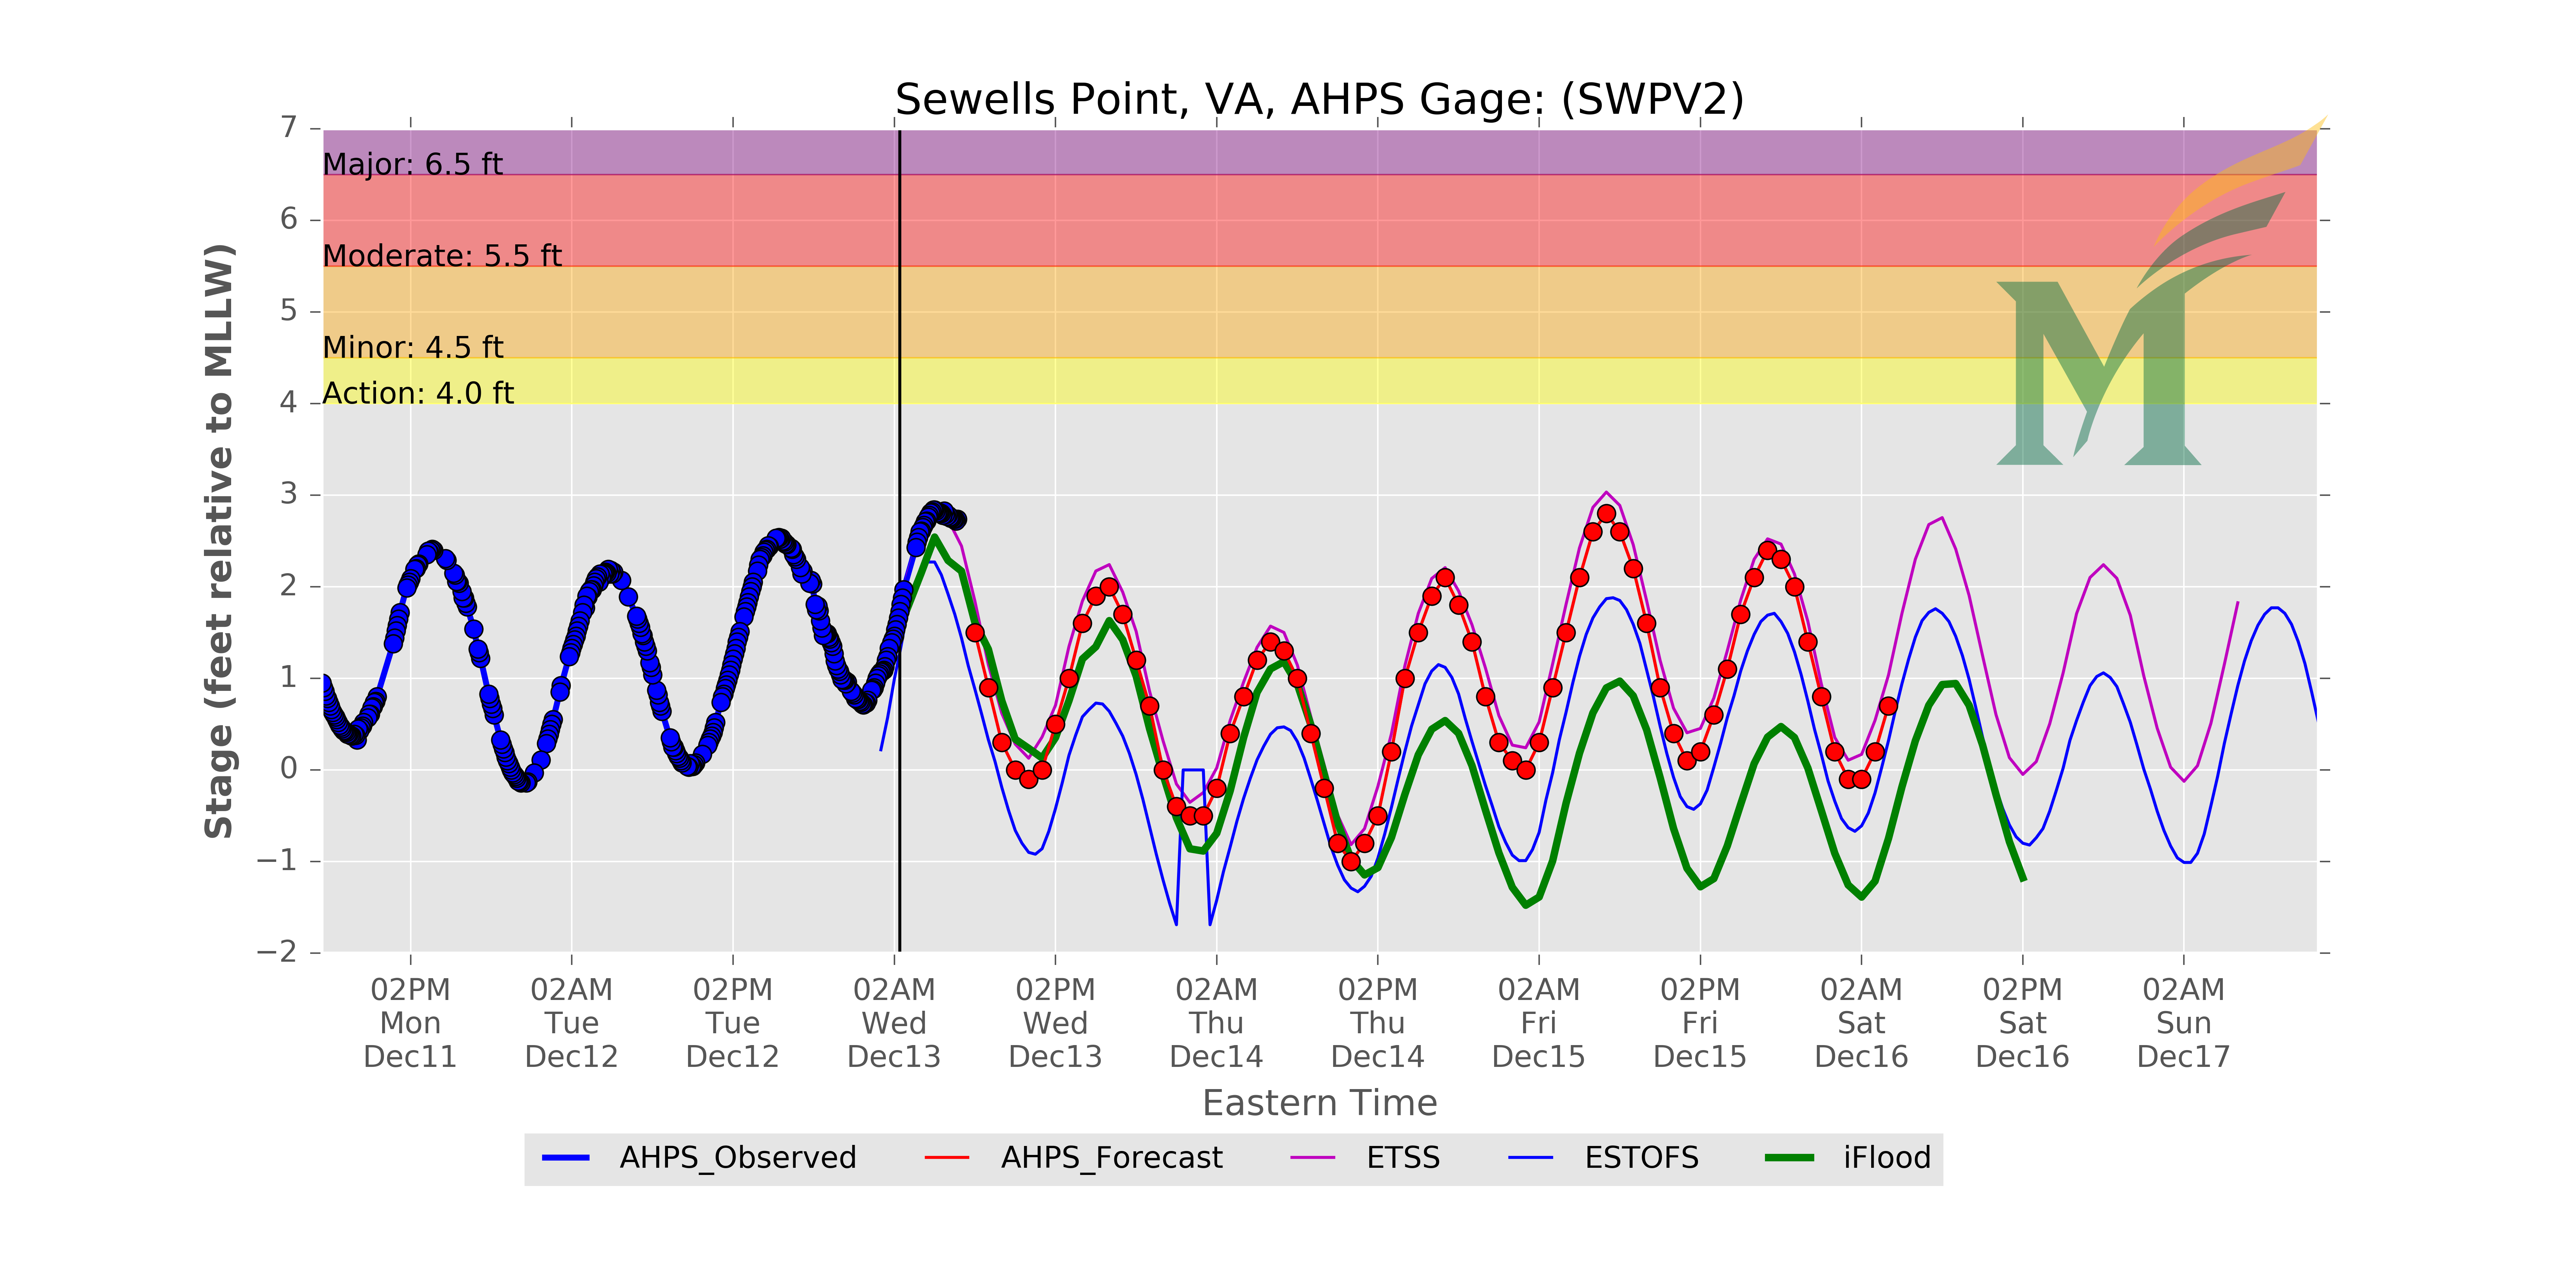 Sewells Point, VA, AHPS Gage: (SWPV2)
Stage (feet relative to MLLW)
7
6
5
4
3
2
1
0
−1
−2
Major: 6.5 ft
Moderate: 5.5 ft
Minor: 4.5 ft
Action: 4.0 ft
M
02PM 02AM 02PM 02AM 02PM 02AM 02PM 02AM 02PM 02AM 02PM 02AM
Mon Tue Tue Wed Wed Thu Thu Fri Fri Sat Sat Sun
Dec11 Dec12 Dec12 Dec13 Dec13 Dec14 Dec14 Dec15 Dec15 Dec16 Dec16 Dec17
Eastern Time
AHPS_Observed AHPS_Forecast ETSS ESTOFS iFlood